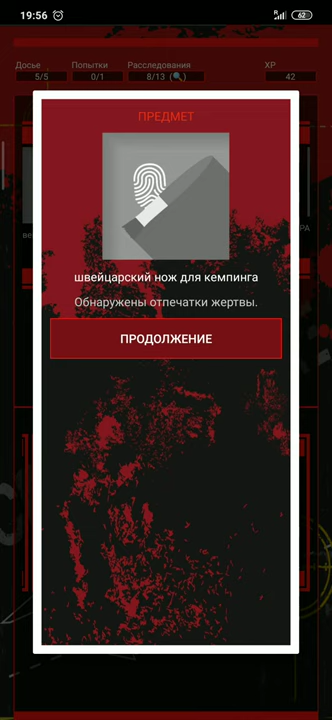 19:56
R 62
Досье Попытки Расследования XP
5/5 0/1 8/13 42
ПРЕДМЕТ
швейцарский нож для кемпинга
Обнаружены отпечатки жертвы.
ПРОДОЛЖЕНИЕ